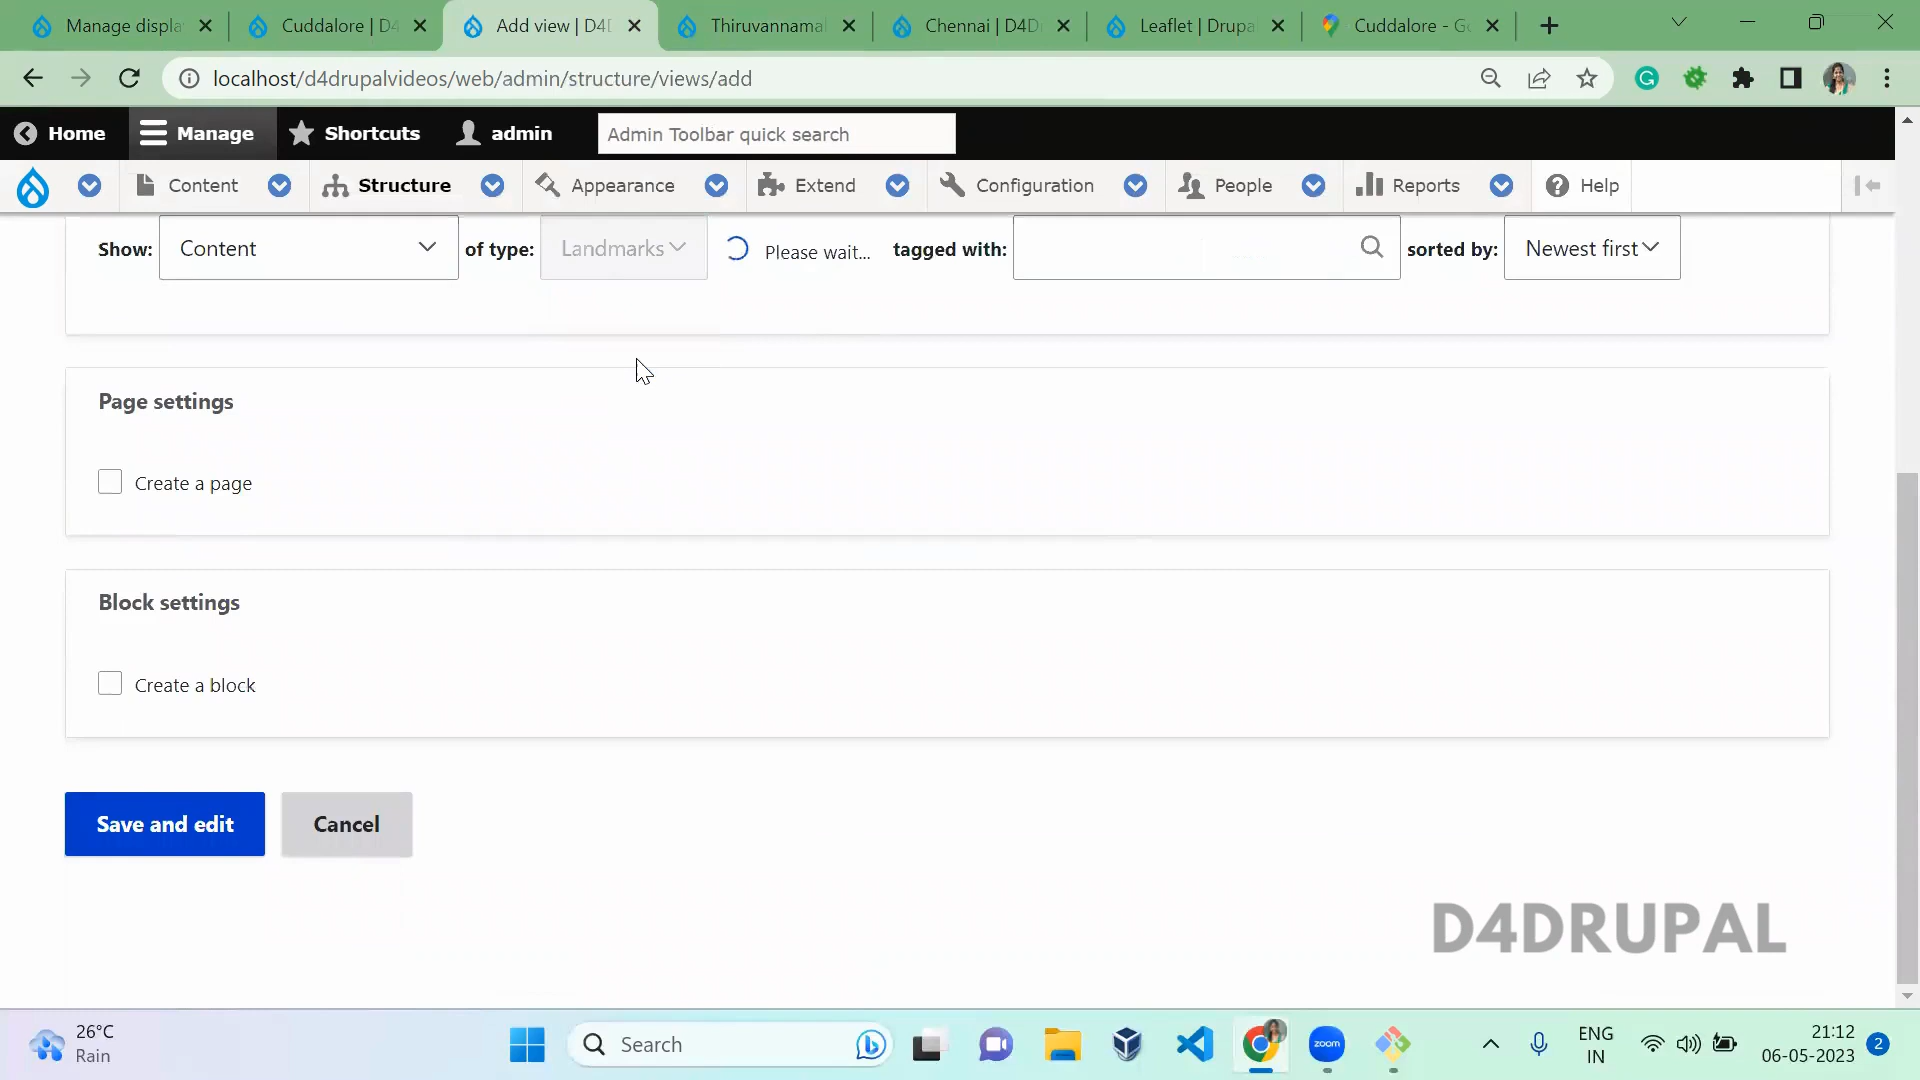 Manage displa
Cuddalore | D4
Add view | D4D
Thiruvannamal
Chennai | D4D
Leaflet | Drupa
Cuddalore - Go
localhost/d4drupalvideos/web/admin/structure/views/add
Home
Manage
Shortcuts
admin
Admin Toolbar quick search
Content
Structure
Appearance
Extend
Configuration
People
Reports
Help
Show: Content of type: Landmarks Please wait... tagged with: sorted by: Newest first
Page settings
Create a page
Block settings
Create a block
Save and edit
Cancel
D4DRUPAL
26°C
Rain
Search
zoom
ENG
IN
21:12
06-05-2023
2